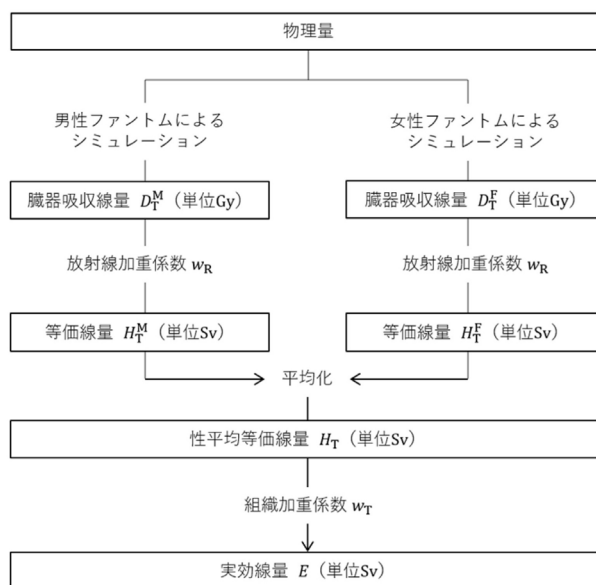 物理量
男性ファントムによる
シミュレーション
女性ファントムによる
シミュレーション
臓器吸収線量 D_T^M（単位Gy）
臓器吸収線量 D_T^F（単位Gy）
放射線加重係数 w_R
放射線加重係数 w_R
等価線量 H_T^M（単位Sv）
等価線量 H_T^F（単位Sv）
平均化
性平均等価線量 H_T（単位Sv）
組織加重係数 w_T
実効線量 E（単位Sv）